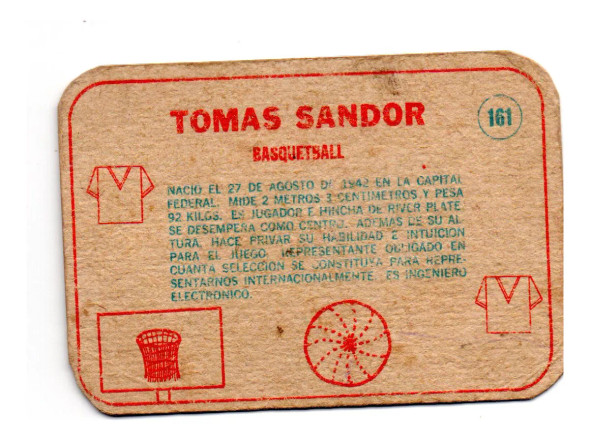 TOMAS SANDOR
161
BASQUETBALL
NACIO EL 27 DE AGOSTO DE 1942 EN LA CAPITAL
FEDERAL. MIDE 2 METROS 3 CENTIMETROS Y PESA
92 KILOS. ES JUGADOR E HINCHA DE RIVER PLATE.
SE DESEMPEÑA COMO CENTRO. ADEMAS DE SU AL-
TURA, HACE PRIVAR SU HABILIDAD E INTUICION
PARA EL JUEGO. REPRESENTANTE OBLIGADO EN
CUANTA SELECCION SE CONSTITUYA PARA REPRE-
SENTARNOS INTERNACIONALMENTE. ES INGENIERO
ELECTRONICO.